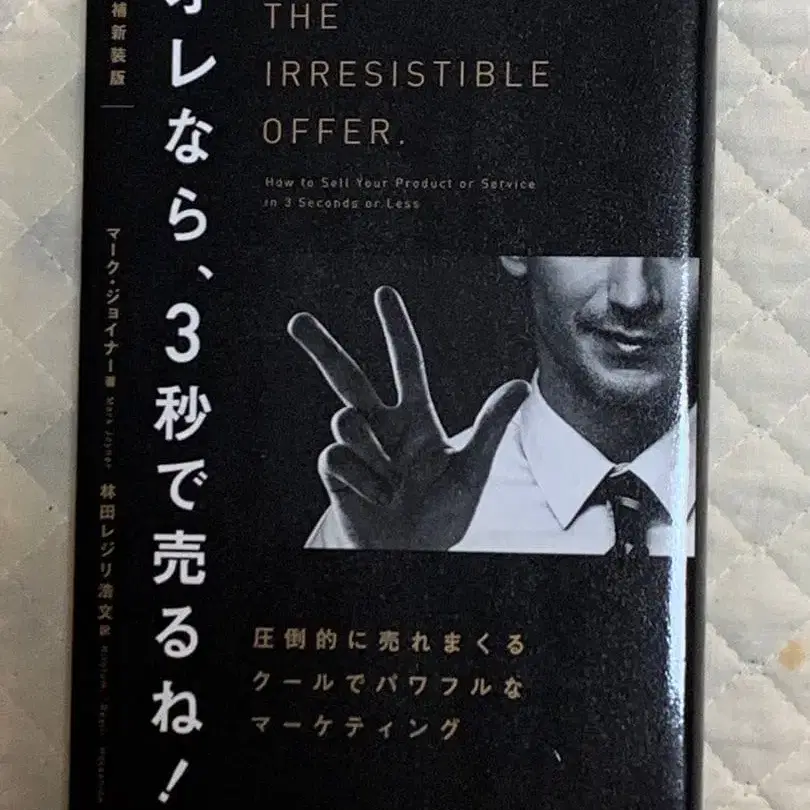 補新装版
オレなら、3秒で売るね!
THE
IRRESISTIBLE
OFFER.
How to Sell Your Product or Service
in 3 Seconds or Less
マーク・ジョイナー 著 Mark Joyner
林田レジリ浩文 訳
圧倒的に売れまくる
クールでパワフルな
マーケティング